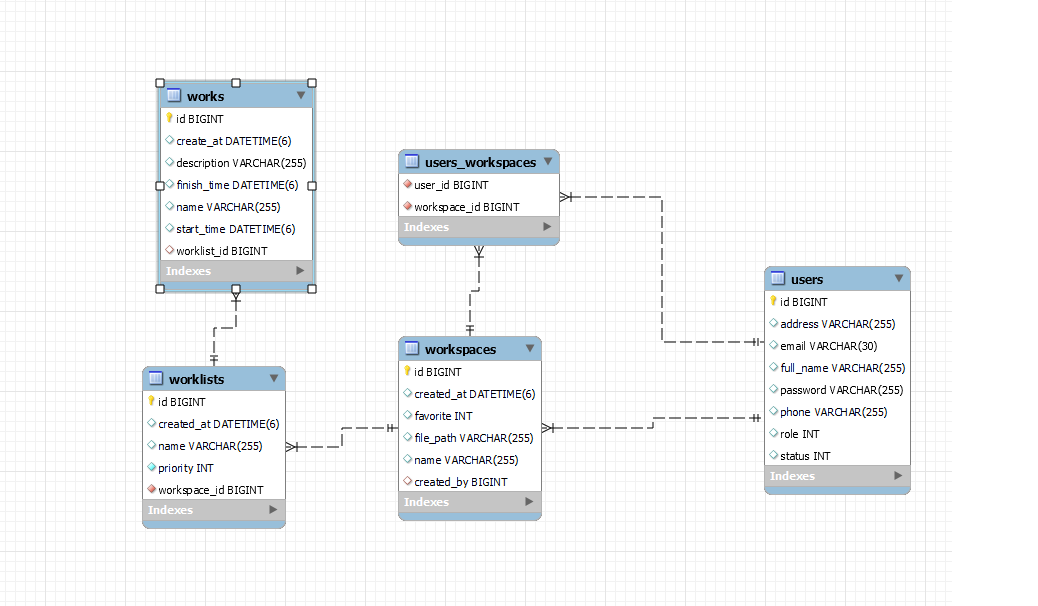 works
id BIGINT
create_at DATETIME(6)
description VARCHAR(255)
finish_time DATETIME(6)
name VARCHAR(255)
start_time DATETIME(6)
worklist_id BIGINT
Indexes
users_workspaces
user_id BIGINT
workspace_id BIGINT
Indexes
users
id BIGINT
address VARCHAR(255)
email VARCHAR(30)
full_name VARCHAR(255)
password VARCHAR(255)
phone VARCHAR(255)
role INT
status INT
Indexes
workspaces
id BIGINT
created_at DATETIME(6)
favorite INT
file_path VARCHAR(255)
name VARCHAR(255)
created_by BIGINT
Indexes
worklists
id BIGINT
created_at DATETIME(6)
name VARCHAR(255)
priority INT
workspace_id BIGINT
Indexes